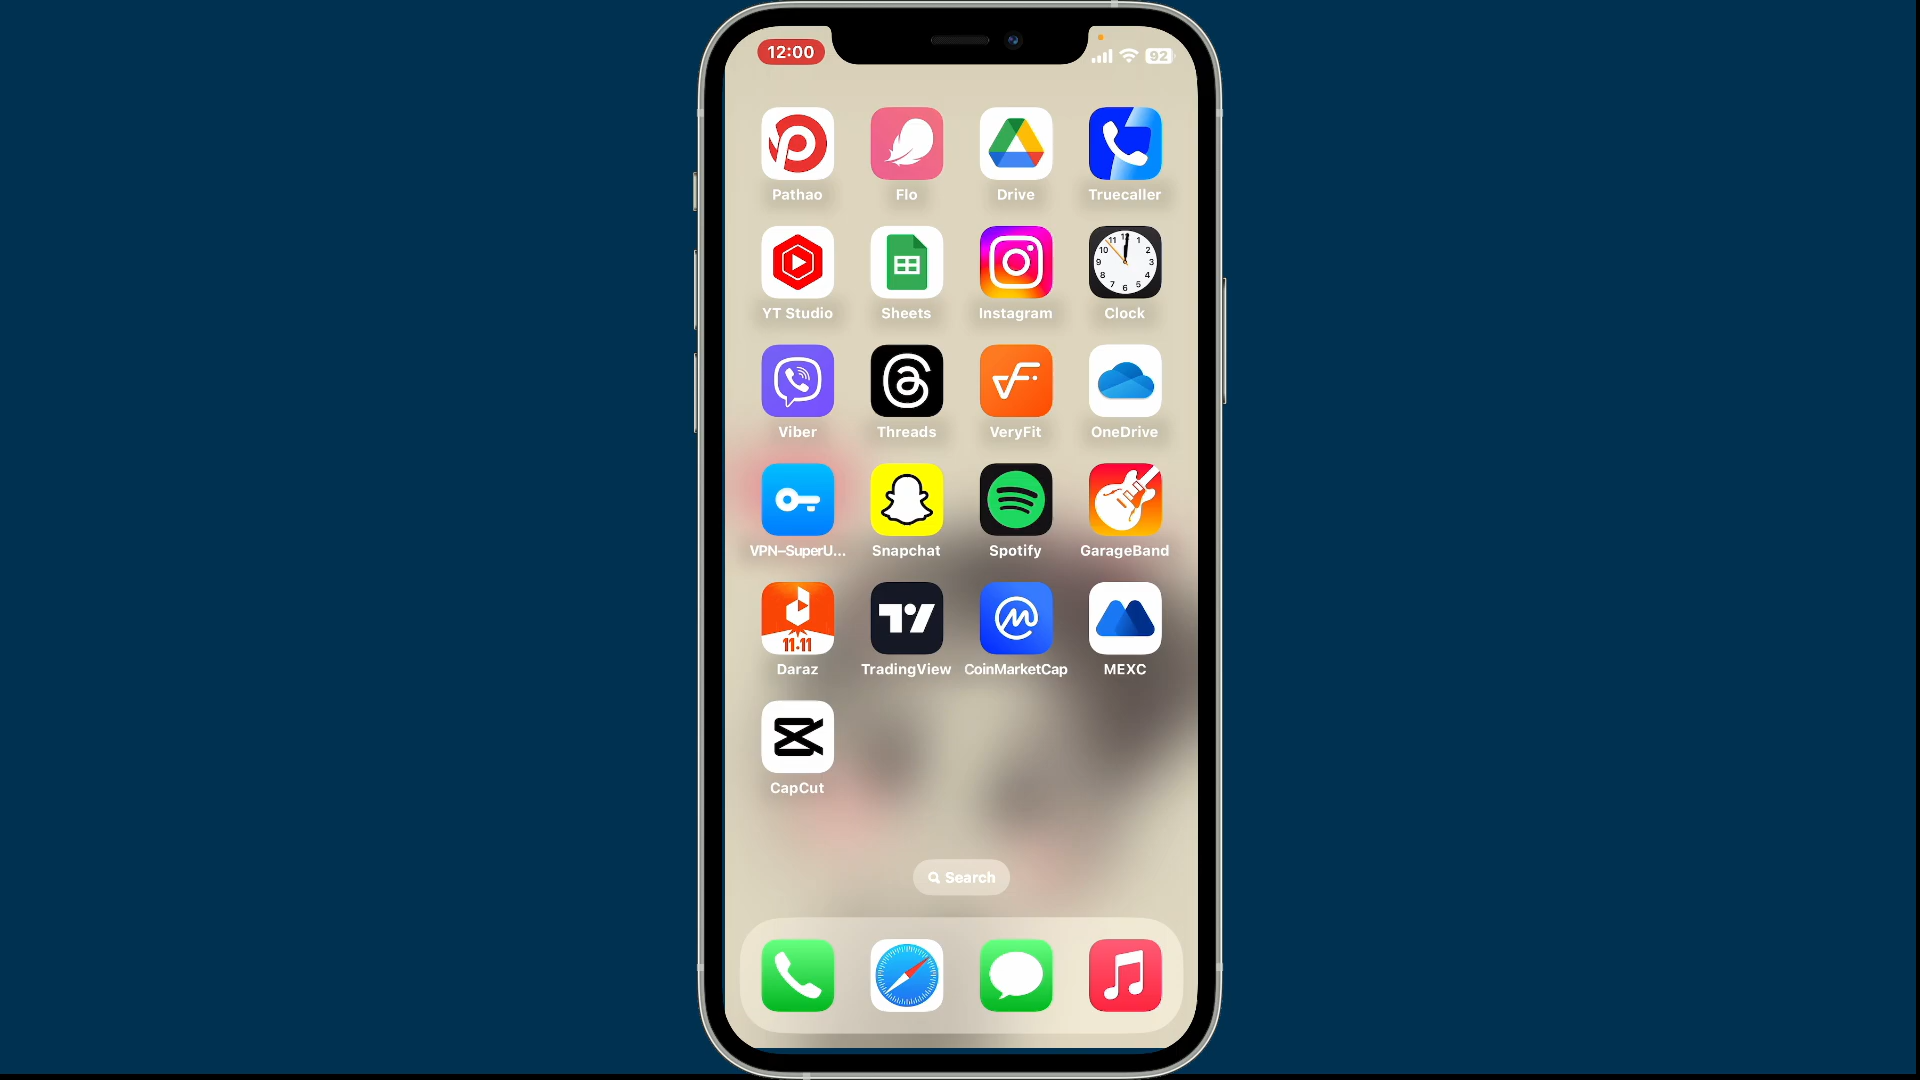 12:00
92
Pathao Flo Drive Truecaller
YT Studio Sheets Instagram Clock
Viber Threads VeryFit OneDrive
VPN–SuperU... Snapchat Spotify GarageBand
11.11
Daraz TradingView CoinMarketCap MEXC
CapCut
Search